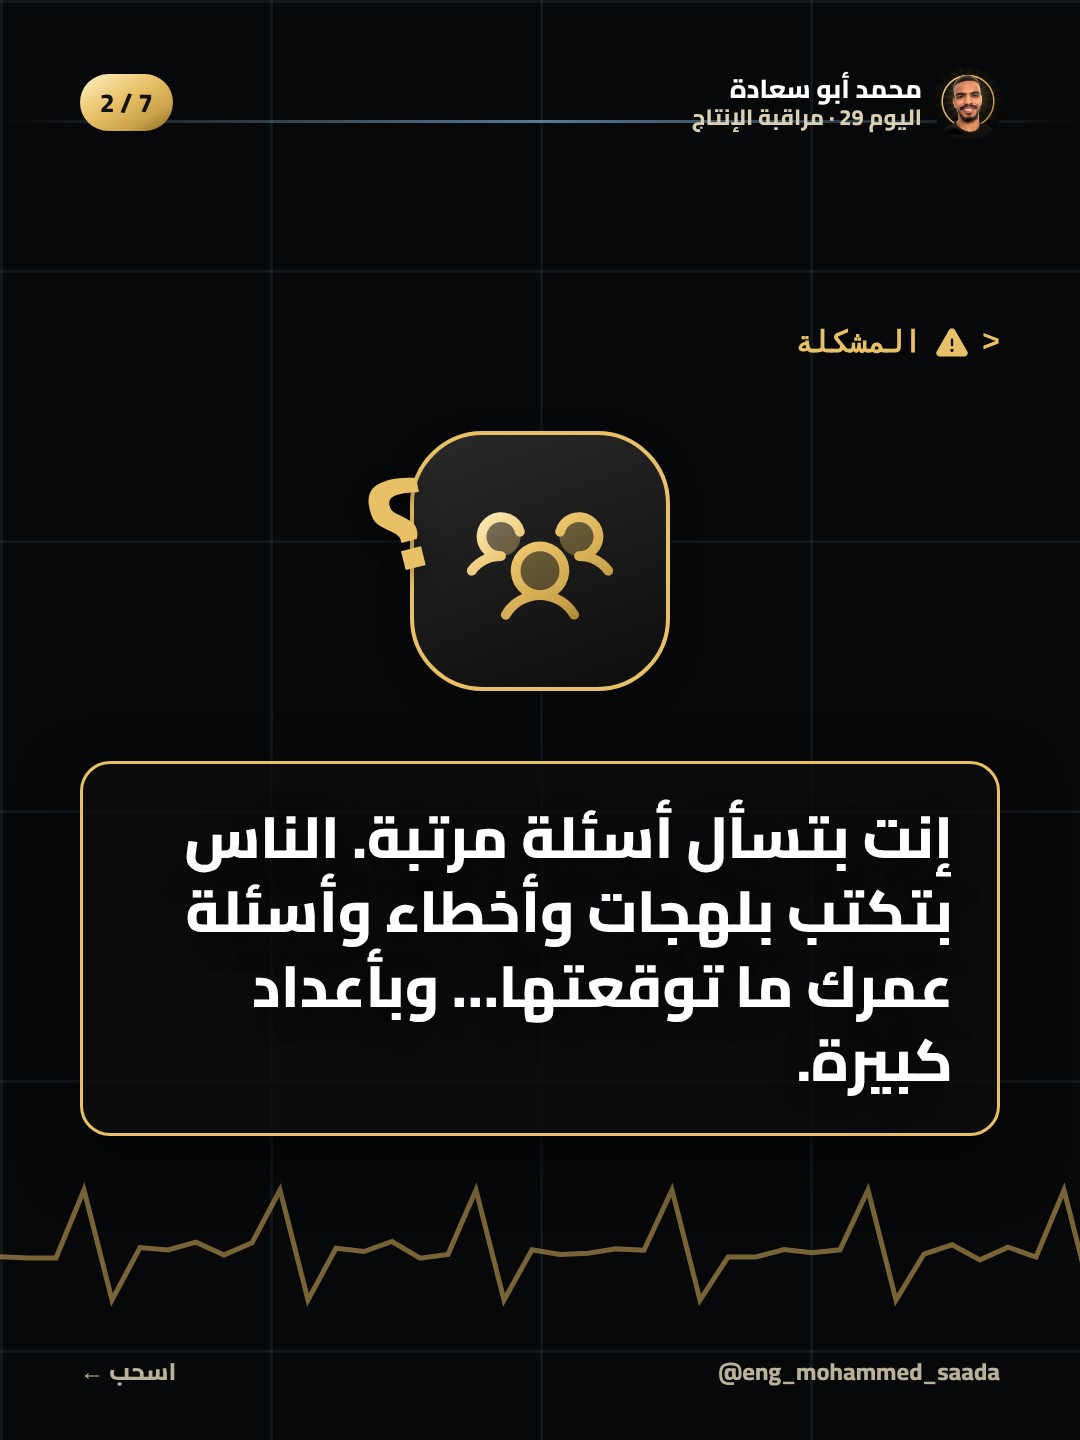 محمد أبو سعادة
اليوم 29 · مراقبة الإنتاج
2 / 7
> المشكلة
؟
إنت بتسأل أسئلة مرتبة. الناس
بتكتب بلهجات وأخطاء وأسئلة
عمرك ما توقعتها... وبأعداد
كبيرة.
@eng_mohammed_saada
اسحب ←